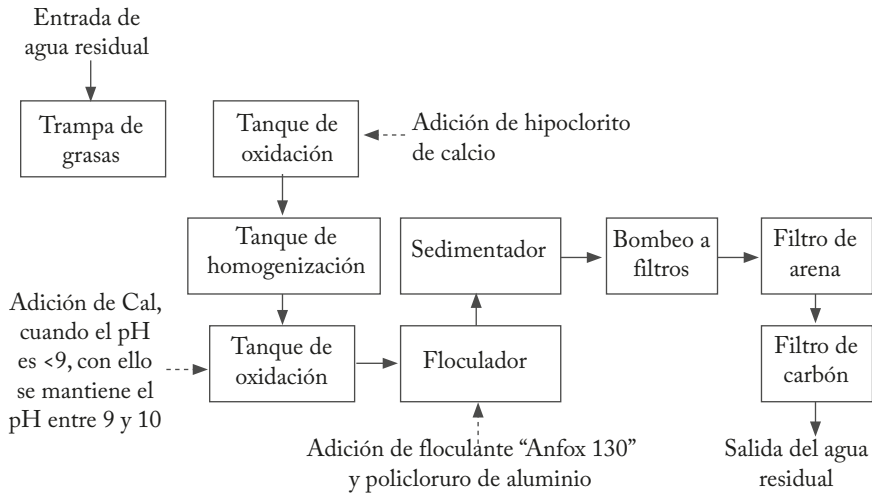 Entrada de
agua residual
Trampa de
grasas
Tanque de
oxidación
Adición de hipoclorito
de calcio
Tanque de
homogenización
Sedimentador
Bombeo a
filtros
Filtro de
arena
Adición de Cal,
cuando el pH
es <9, con ello
se mantiene el
pH entre 9 y 10
Tanque de
oxidación
Floculador
Filtro de
carbón
Adición de floculante “Anfox 130”
y policloruro de aluminio
Salida del agua
residual